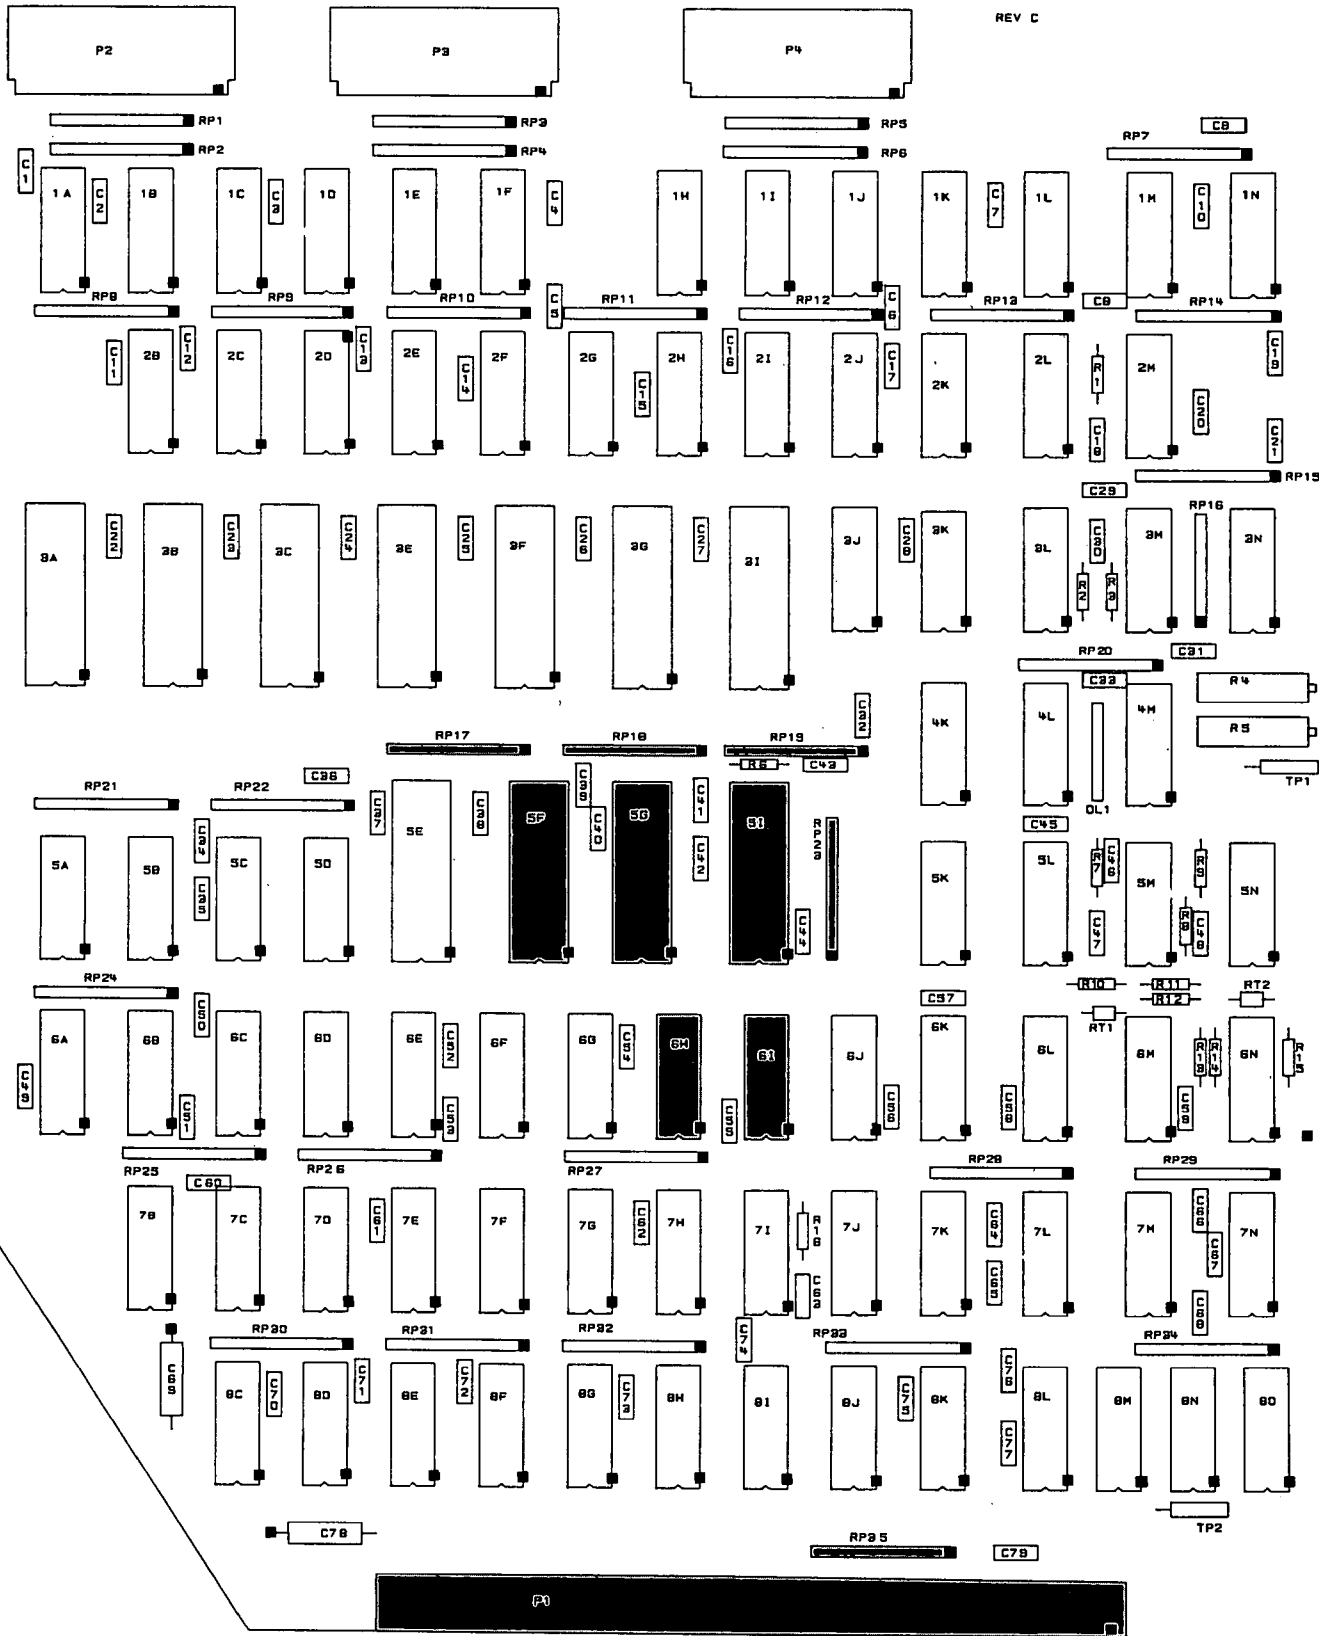 REV C
P2 P3 P4
RP1 RP3 RP5 C8
RP2 RP4 RP6 RP7
C1 1A C2 1B 1C C3 1D 1E 1F C4 1H 1I 1J 1K C7 1L 1M C10 1N
RP8 RP9 RP10 C5 RP11 RP12 C6 RP13 C9 RP14
C11 2B C12 2C 2D C13 2E C14 2F 2G C15 2H C16 2I 2J C17 2K 2L R1 2M C19
C18 C20 C21
RP15
C29 RP16
3A C22 3B C23 3C C24 3E C25 3F C26 3G C27 3I 3J C28 3K 3L C30 3M 3N
R2 R3
RP20 C31
C33 R4
C32 4K 4L 4M R5
RP17 RP18 RP19
R6 C43 TP1
RP21 RP22 C36 C37 C38 C39 C41 DL1
C40 RP23 C45
5A C34 5B 5C 5D 5E 5F 5G C42 5I 5K 5L R7 C46 5M R9 5N
C35 C44 C47 R8 C48
RP24 R10 R11 RT2
C50 C57 R12
RT1
6A 6B 6C 6D 6E C52 6F 6G C54 6H 6I 6J 6K 6L 6M R13 R14 6N R15
C49 C51 C53 C55 C56 C58 C59
RP25 RP26 RP27 RP28 RP29
C60
7B 7C 7D C61 7E 7F 7G C62 7H 7I R16 7J 7K C64 7L 7M C66 7N
C63 C65 C67
C68
RP30 RP31 RP32 C74 RP33 RP34
C69 8C C70 8D C71 8E C72 8F 8G C73 8H 8I 8J C75 8K C76 8L 8M 8N 8O
C77
C78 TP2
RP35 C79
P1